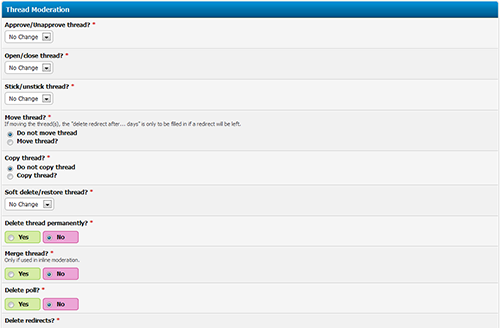 Thread Moderation
Approve/Unapprove thread? *
No Change
Open/close thread? *
No Change
Stick/unstick thread? *
No Change
Move thread? *
If moving the thread(s), the "delete redirect after... days" is only to be filled in if a redirect will be left.
Do not move thread
Move thread?
Copy thread? *
Do not copy thread
Copy thread?
Soft delete/restore thread? *
No Change
Delete thread permanently? *
Yes No
Merge thread? *
Only if used in inline moderation.
Yes No
Delete poll? *
Yes No
Delete redirects? *